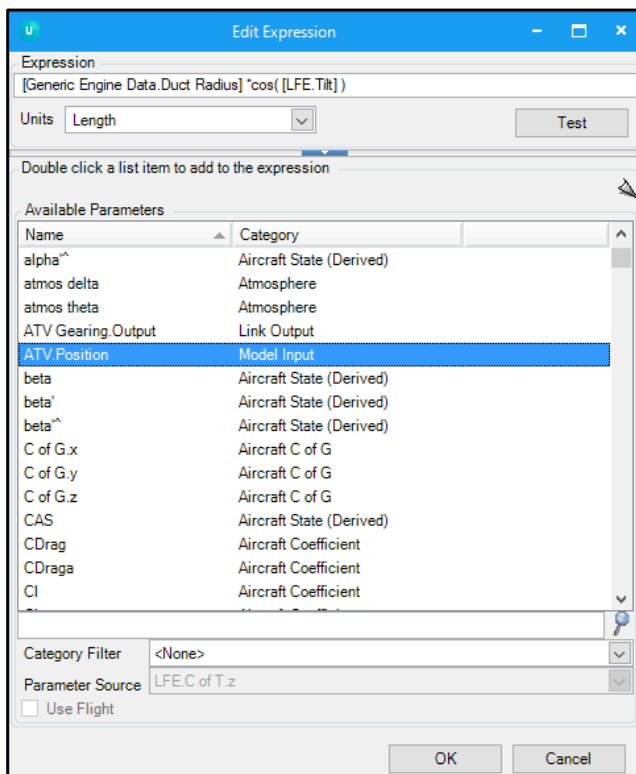 U
Edit Expression
Expression
[Generic Engine Data.Duct Radius] *cos( [LFE.Tilt] )
Units Length Test
Double click a list item to add to the expression
Available Parameters
Name Category
alpha'^ Aircraft State (Derived)
atmos delta Atmosphere
atmos theta Atmosphere
ATV Gearing.Output Link Output
ATV.Position Model Input
beta Aircraft State (Derived)
beta' Aircraft State (Derived)
beta'^ Aircraft State (Derived)
C of G.x Aircraft C of G
C of G.y Aircraft C of G
C of G.z Aircraft C of G
CAS Aircraft State (Derived)
CDrag Aircraft Coefficient
CDraga Aircraft Coefficient
Cl Aircraft Coefficient
Category Filter <None>
Parameter Source LFE.C of T.z
Use Flight
OK Cancel